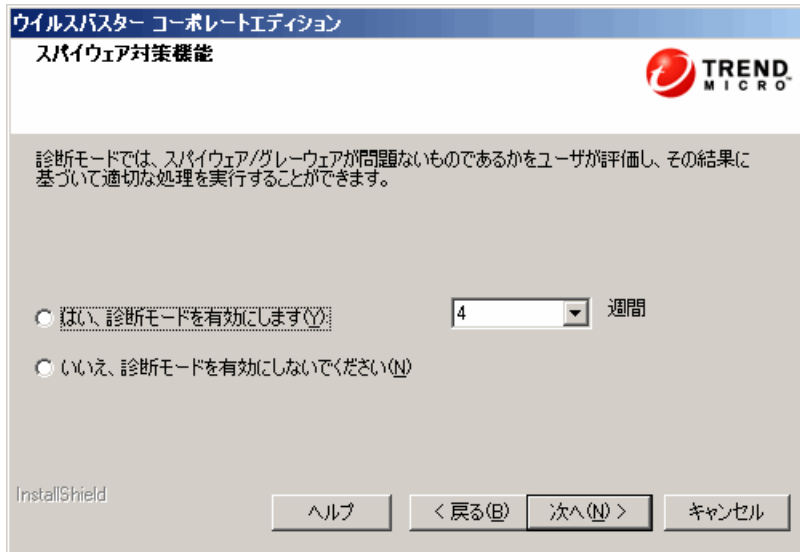 ウイルスバスター コーポレートエディション
スパイウェア対策機能
TREND
MICRO
診断モードでは、スパイウェア/グレーウェアが問題ないものであるかをユーザが評価し、その結果に
基づいて適切な処理を実行することができます。
はい、診断モードを有効にします(Y)
4
週間
いいえ、診断モードを有効にしないでください(N)
InstallShield
ヘルプ
< 戻る(B)
次へ(N) >
キャンセル